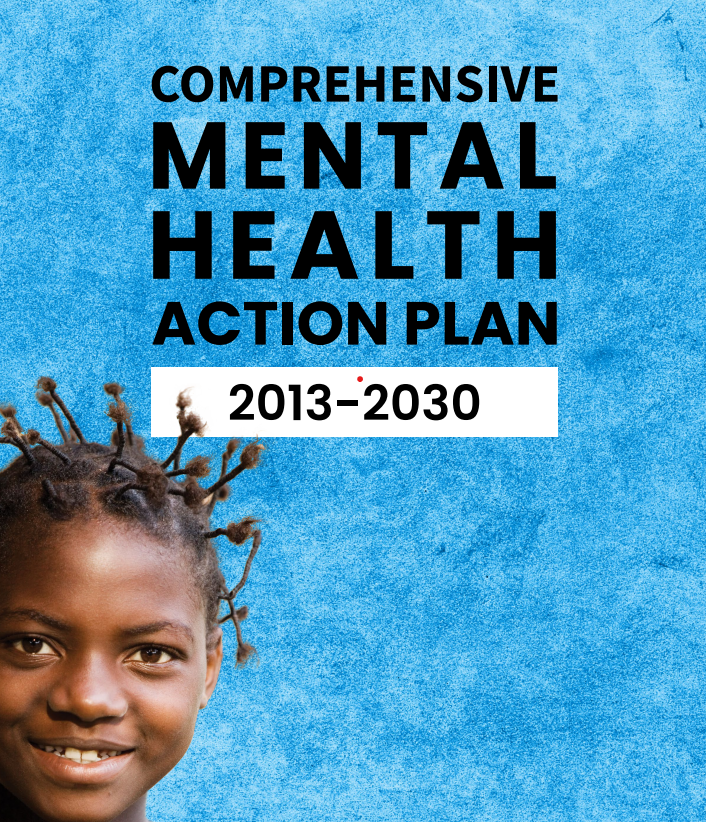 COMPREHENSIVE
MENTAL
HEALTH
ACTION PLAN
2013–2030